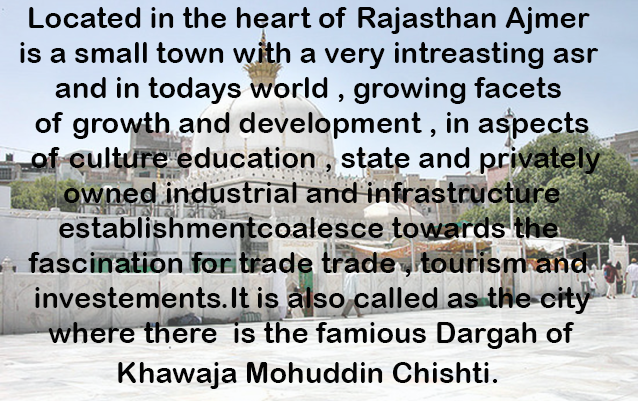 Located in the heart of Rajasthan Ajmer
is a small town with a very intreasting asr
and in todays world , growing facets
of growth and development , in aspects
of culture education , state and privately
owned industrial and infrastructure
establishmentcoalesce towards the
fascination for trade trade , tourism and
investements.It is also called as the city
where there is the famious Dargah of
Khawaja Mohuddin Chishti.